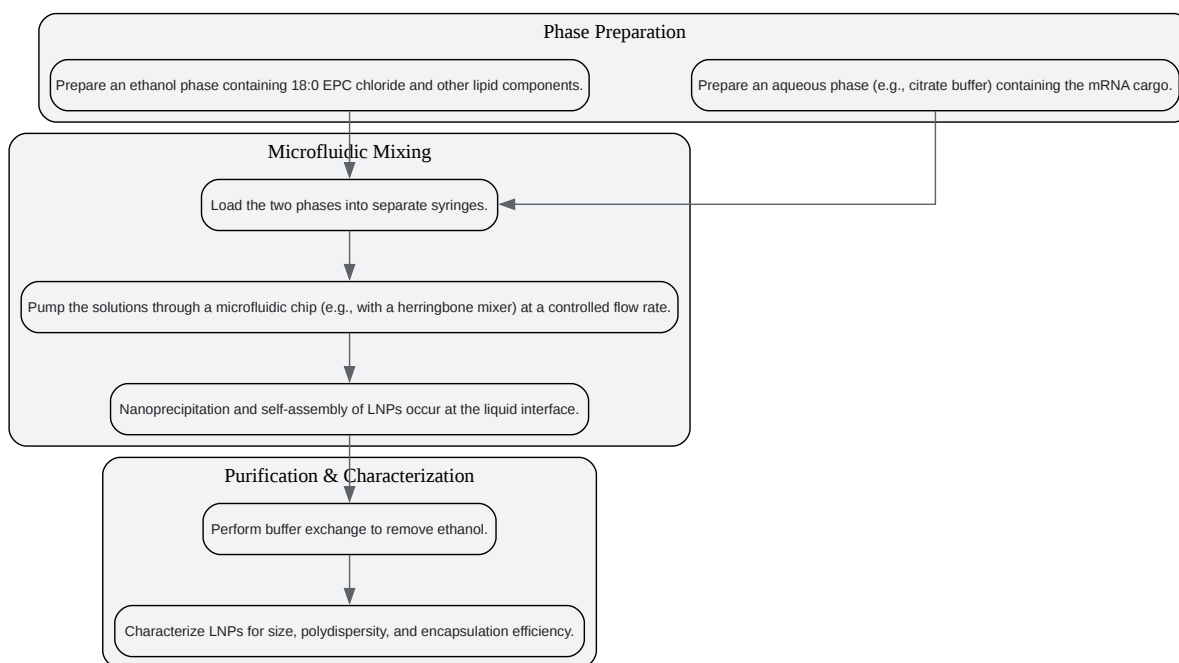 Phase Preparation
Prepare an ethanol phase containing 18:0 EPC chloride and other lipid components.
Prepare an aqueous phase (e.g., citrate buffer) containing the mRNA cargo.
Microfluidic Mixing
Load the two phases into separate syringes.
Pump the solutions through a microfluidic chip (e.g., with a herringbone mixer) at a controlled flow rate.
Nanoprecipitation and self-assembly of LNPs occur at the liquid interface.
Purification & Characterization
Perform buffer exchange to remove ethanol.
Characterize LNPs for size, polydispersity, and encapsulation efficiency.